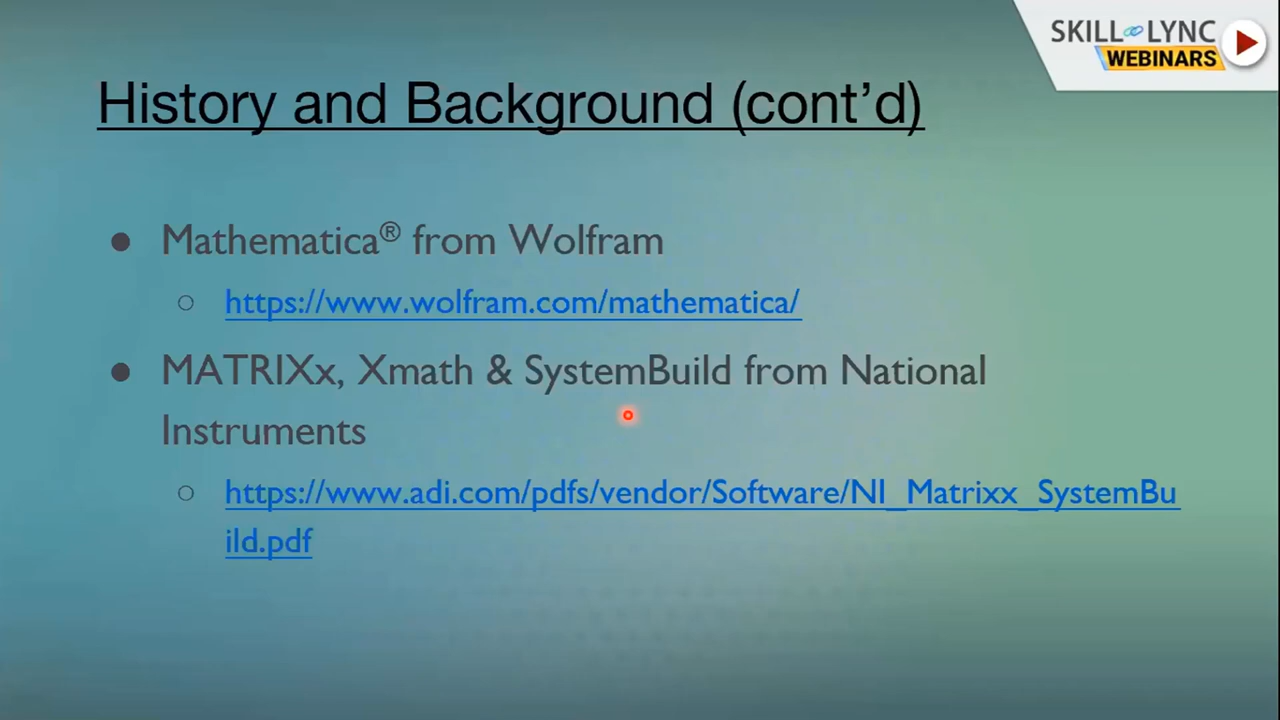 SKILL LYNC
WEBINARS
History and Background (cont’d)
● Mathematica® from Wolfram
○ https://www.wolfram.com/mathematica/
● MATRIXx, Xmath & SystemBuild from National
Instruments
○ https://www.adi.com/pdfs/vendor/Software/NI_Matrixx_SystemBu
ild.pdf